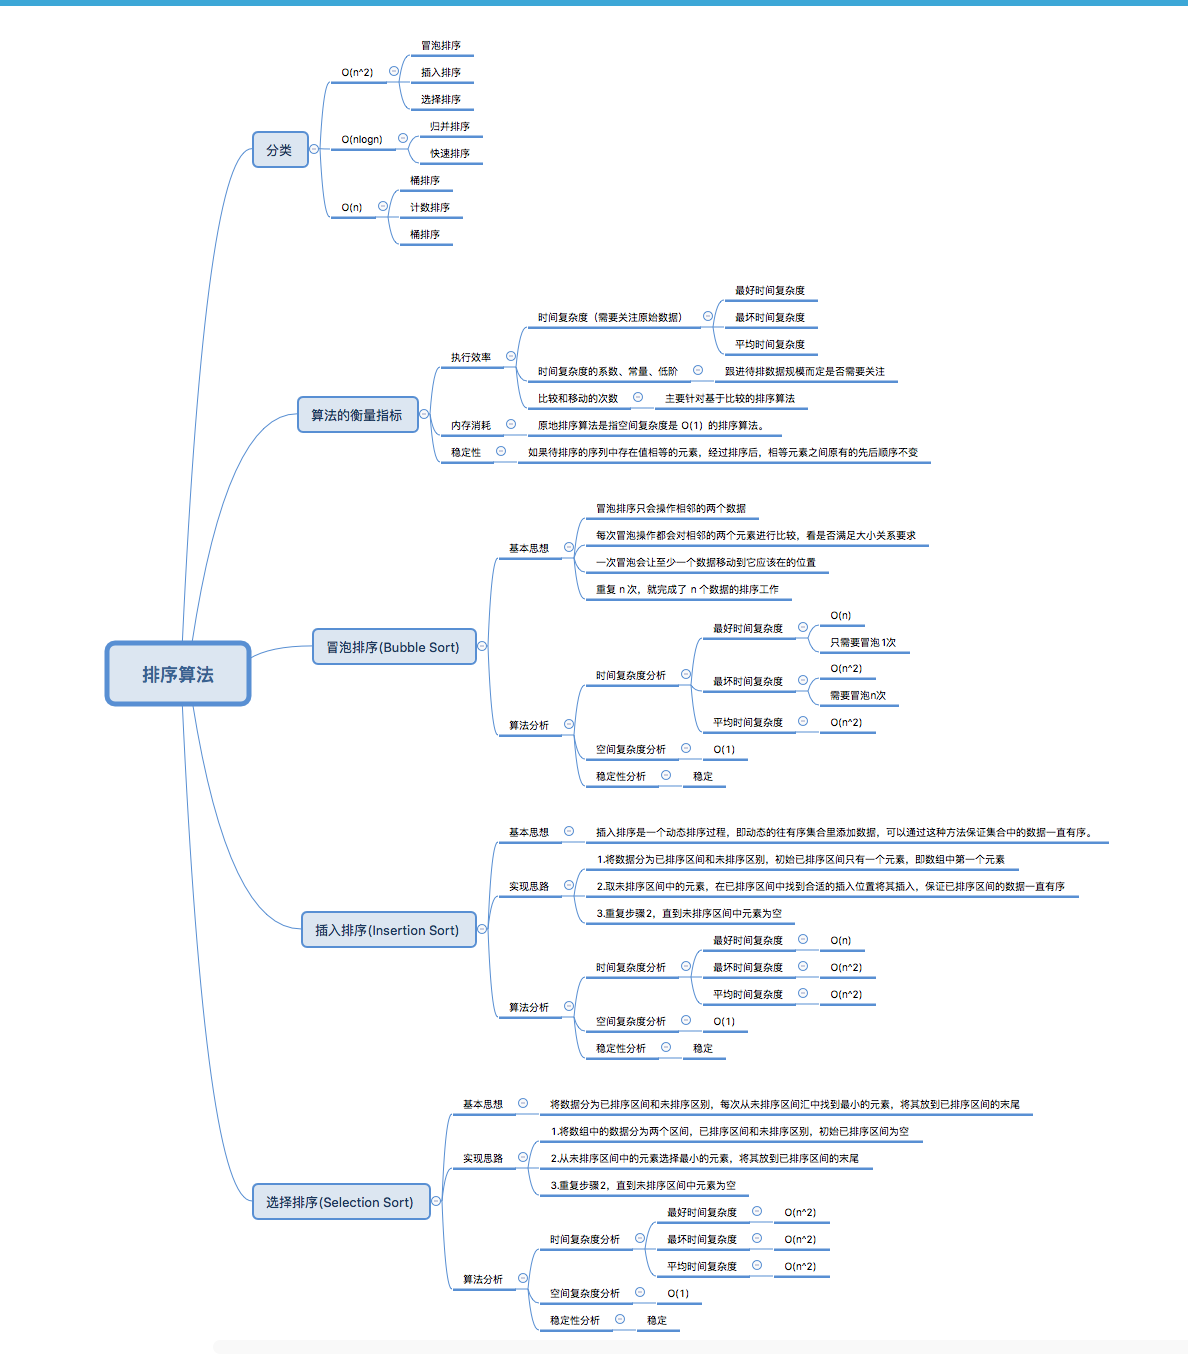 排序算法
分类
O(n^2)
冒泡排序
插入排序
选择排序
O(nlogn)
归并排序
快速排序
O(n)
桶排序
计数排序
桶排序
算法的衡量指标
执行效率
时间复杂度（需要关注原始数据）
最好时间复杂度
最坏时间复杂度
平均时间复杂度
时间复杂度的系数、常量、低阶
跟进待排数据规模而定是否需要关注
比较和移动的次数
主要针对基于比较的排序算法
内存消耗
原地排序算法是指空间复杂度是 O(1) 的排序算法。
稳定性
如果待排序的序列中存在值相等的元素，经过排序后，相等元素之间原有的先后顺序不变
冒泡排序(Bubble Sort)
基本思想
冒泡排序只会操作相邻的两个数据
每次冒泡操作都会对相邻的两个元素进行比较，看是否满足大小关系要求
一次冒泡会让至少一个数据移动到它应该在的位置
重复 n 次，就完成了 n 个数据的排序工作
算法分析
时间复杂度分析
最好时间复杂度
O(n)
只需要冒泡1次
最坏时间复杂度
O(n^2)
需要冒泡n次
平均时间复杂度
O(n^2)
空间复杂度分析
O(1)
稳定性分析
稳定
插入排序(Insertion Sort)
基本思想
插入排序是一个动态排序过程，即动态的往有序集合里添加数据，可以通过这种方法保证集合中的数据一直有序。
实现思路
1.将数据分为已排序区间和未排序区别，初始已排序区间只有一个元素，即数组中第一个元素
2.取未排序区间中的元素，在已排序区间中找到合适的插入位置将其插入，保证已排序区间的数据一直有序
3.重复步骤2，直到未排序区间中元素为空
算法分析
时间复杂度分析
最好时间复杂度
O(n)
最坏时间复杂度
O(n^2)
平均时间复杂度
O(n^2)
空间复杂度分析
O(1)
稳定性分析
稳定
选择排序(Selection Sort)
基本思想
将数据分为已排序区间和未排序区别，每次从未排序区间汇中找到最小的元素，将其放到已排序区间的末尾
实现思路
1.将数组中的数据分为两个区间，已排序区间和未排序区别，初始已排序区间为空
2.从未排序区间中的元素选择最小的元素，将其放到已排序区间的末尾
3.重复步骤2，直到未排序区间中元素为空
算法分析
时间复杂度分析
最好时间复杂度
O(n^2)
最坏时间复杂度
O(n^2)
平均时间复杂度
O(n^2)
空间复杂度分析
O(1)
稳定性分析
稳定